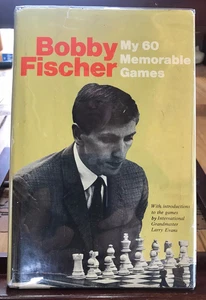 Bobby
Fischer
My 60
Memorable
Games
With introductions
to the games
by International
Grandmaster
Larry Evans